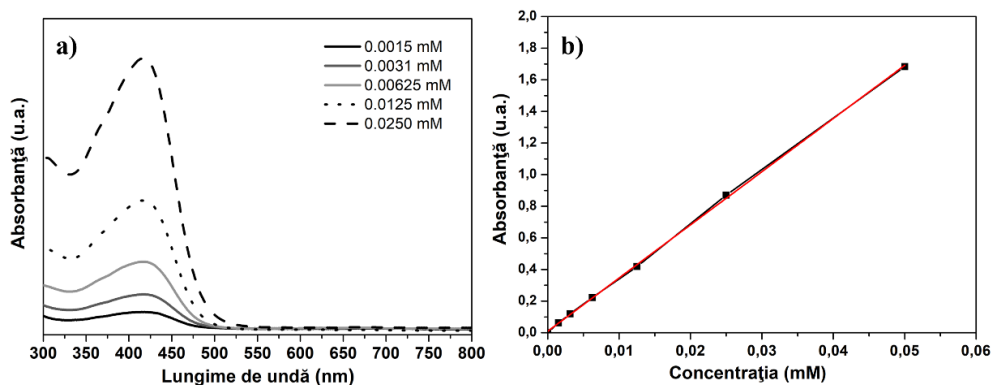 a)
0.0015 mM
0.0031 mM
0.00625 mM
0.0125 mM
0.0250 mM
Absorbanţă (u.a.)
300 350 400 450 500 550 600 650 700 750 800
Lungime de undă (nm)
b)
2,0
1,8
1,6
1,4
1,2
1,0
0,8
0,6
0,4
0,2
0,0
Absorbanţă (u.a.)
0,00 0,01 0,02 0,03 0,04 0,05 0,06
Concentraţia (mM)